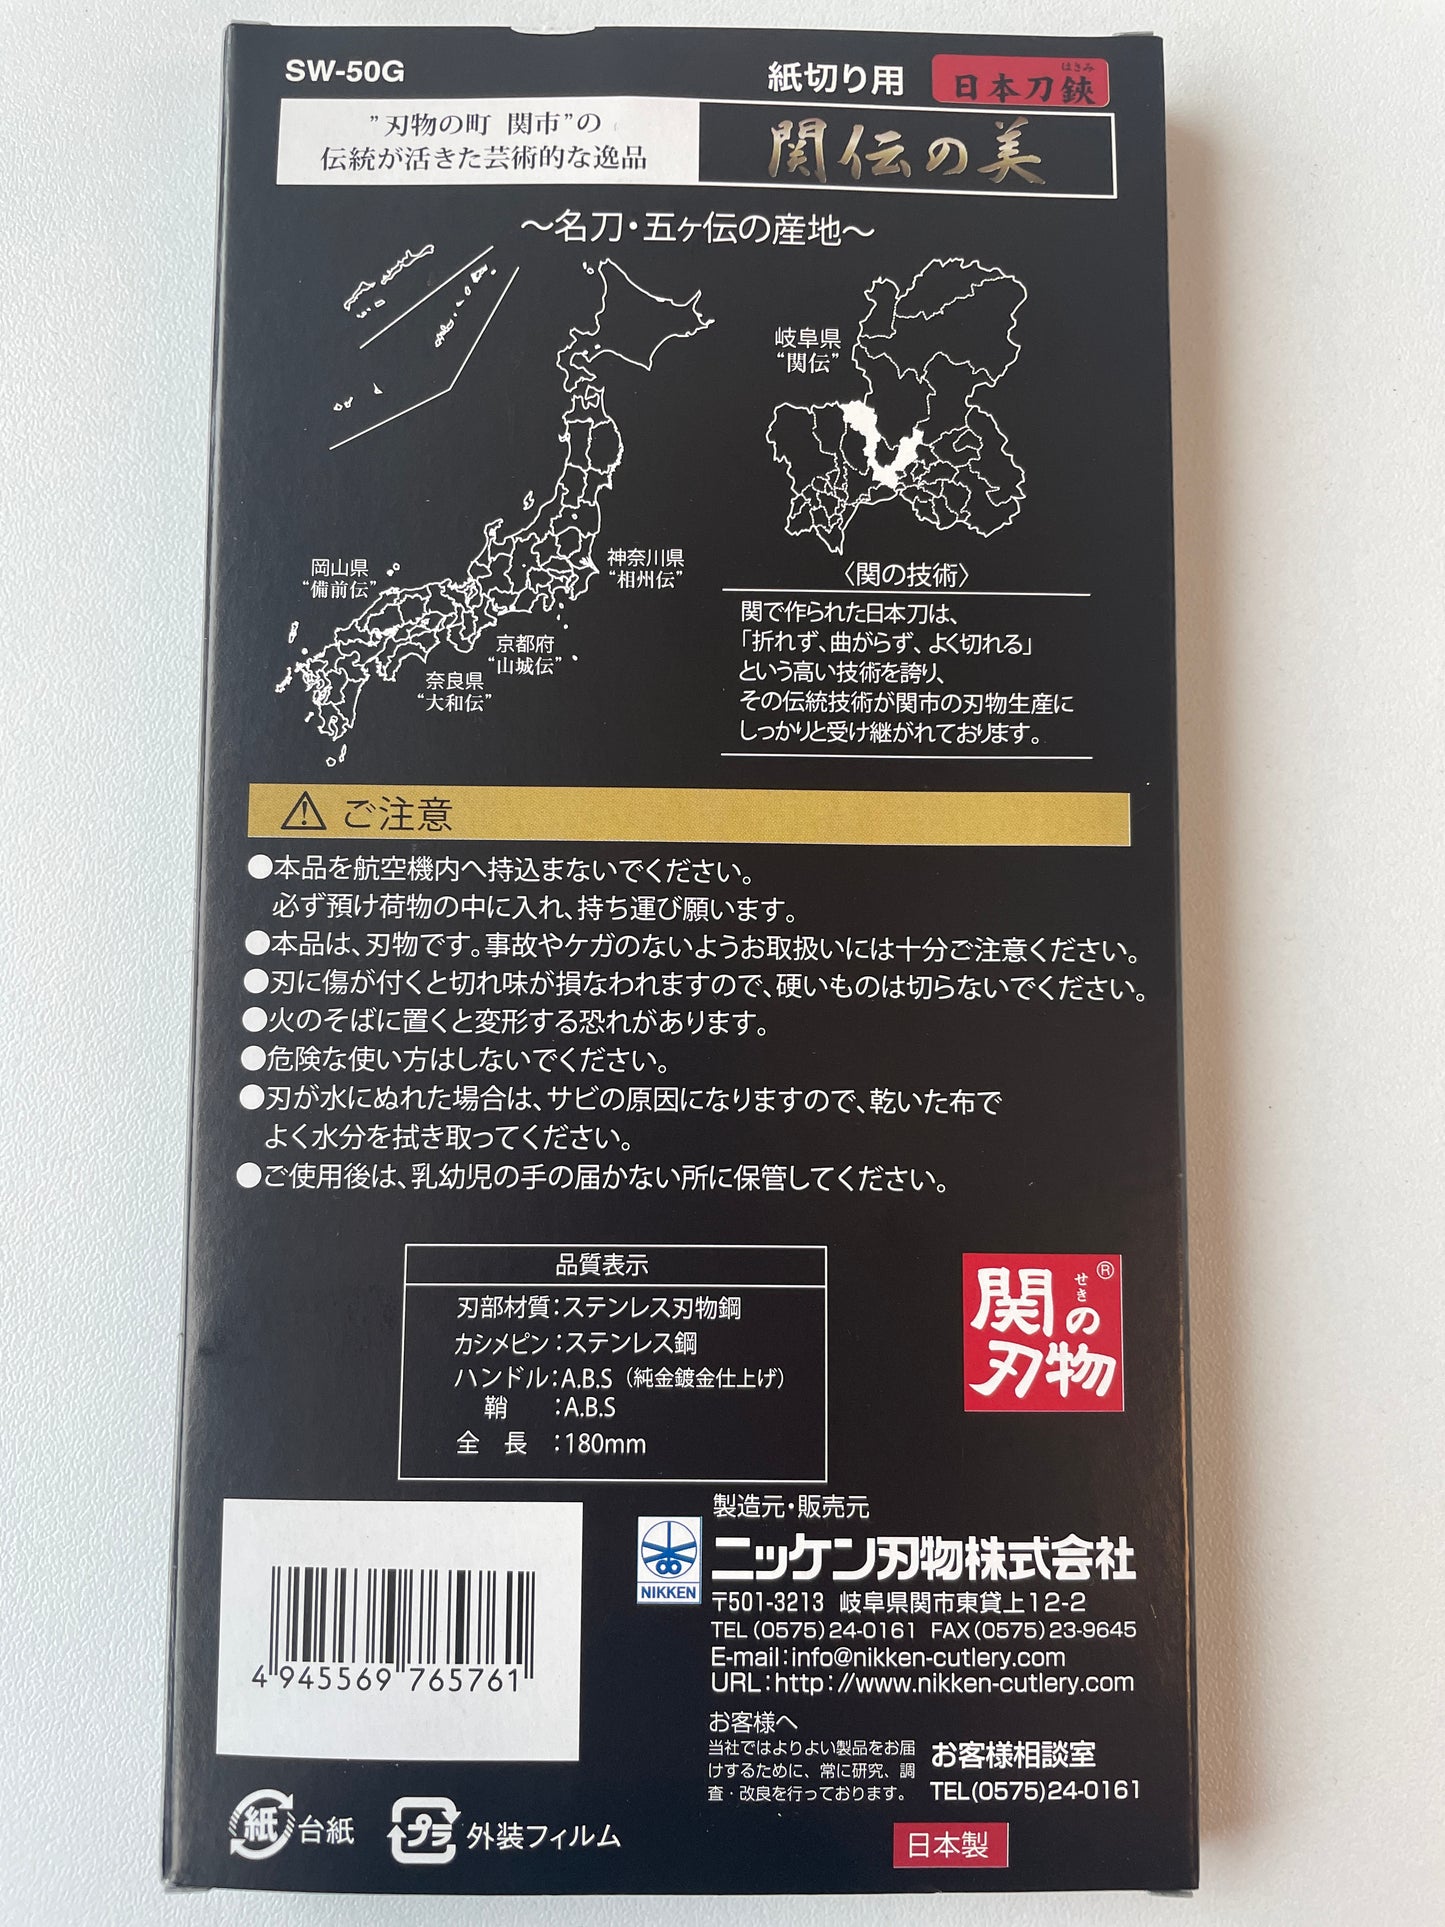 SW-50G
紙切り用
はさみ
日本刀鋏
”刃物の町 関市”の
伝統が活きた芸術的な逸品
関伝の美
～名刀・五ヶ伝の産地～
岐阜県
“関伝”
岡山県
“備前伝”
神奈川県
“相州伝”
京都府
“山城伝”
奈良県
“大和伝”
〈関の技術〉
関で作られた日本刀は、
「折れず、曲がらず、よく切れる」
という高い技術を誇り、
その伝統技術が関市の刃物生産に
しっかりと受け継がれております。
ご注意
●本品を航空機内へ持込まないでください。
必ず預け荷物の中に入れ、持ち運び願います。
●本品は、刃物です。事故やケガのないようお取扱いには十分ご注意ください。
●刃に傷が付くと切れ味が損なわれますので、硬いものは切らないでください。
●火のそばに置くと変形する恐れがあります。
●危険な使い方はしないでください。
●刃が水にぬれた場合は、サビの原因になりますので、乾いた布で
よく水分を拭き取ってください。
●ご使用後は、乳幼児の手の届かない所に保管してください。
品質表示
刃部材質：ステンレス刃物鋼
カシメピン：ステンレス鋼
ハンドル：A.B.S（純金鍍金仕上げ）
鞘　：A.B.S
全　長　：180mm
®
せき
関の
刃物
製造元・販売元
NIKKEN
ニッケン刃物株式会社
〒501-3213 岐阜県関市東貸上12-2
TEL(0575)24-0161 FAX(0575)23-9645
E-mail：info@nikken-cutlery.com
URL：http：//www.nikken-cutlery.com
4 945569 765761
お客様へ
当社ではよりよい製品をお届
けするために、常に研究、調
査・改良を行っております。
お客様相談室
TEL(0575)24-0161
紙 台紙
プラ 外装フィルム
日本製